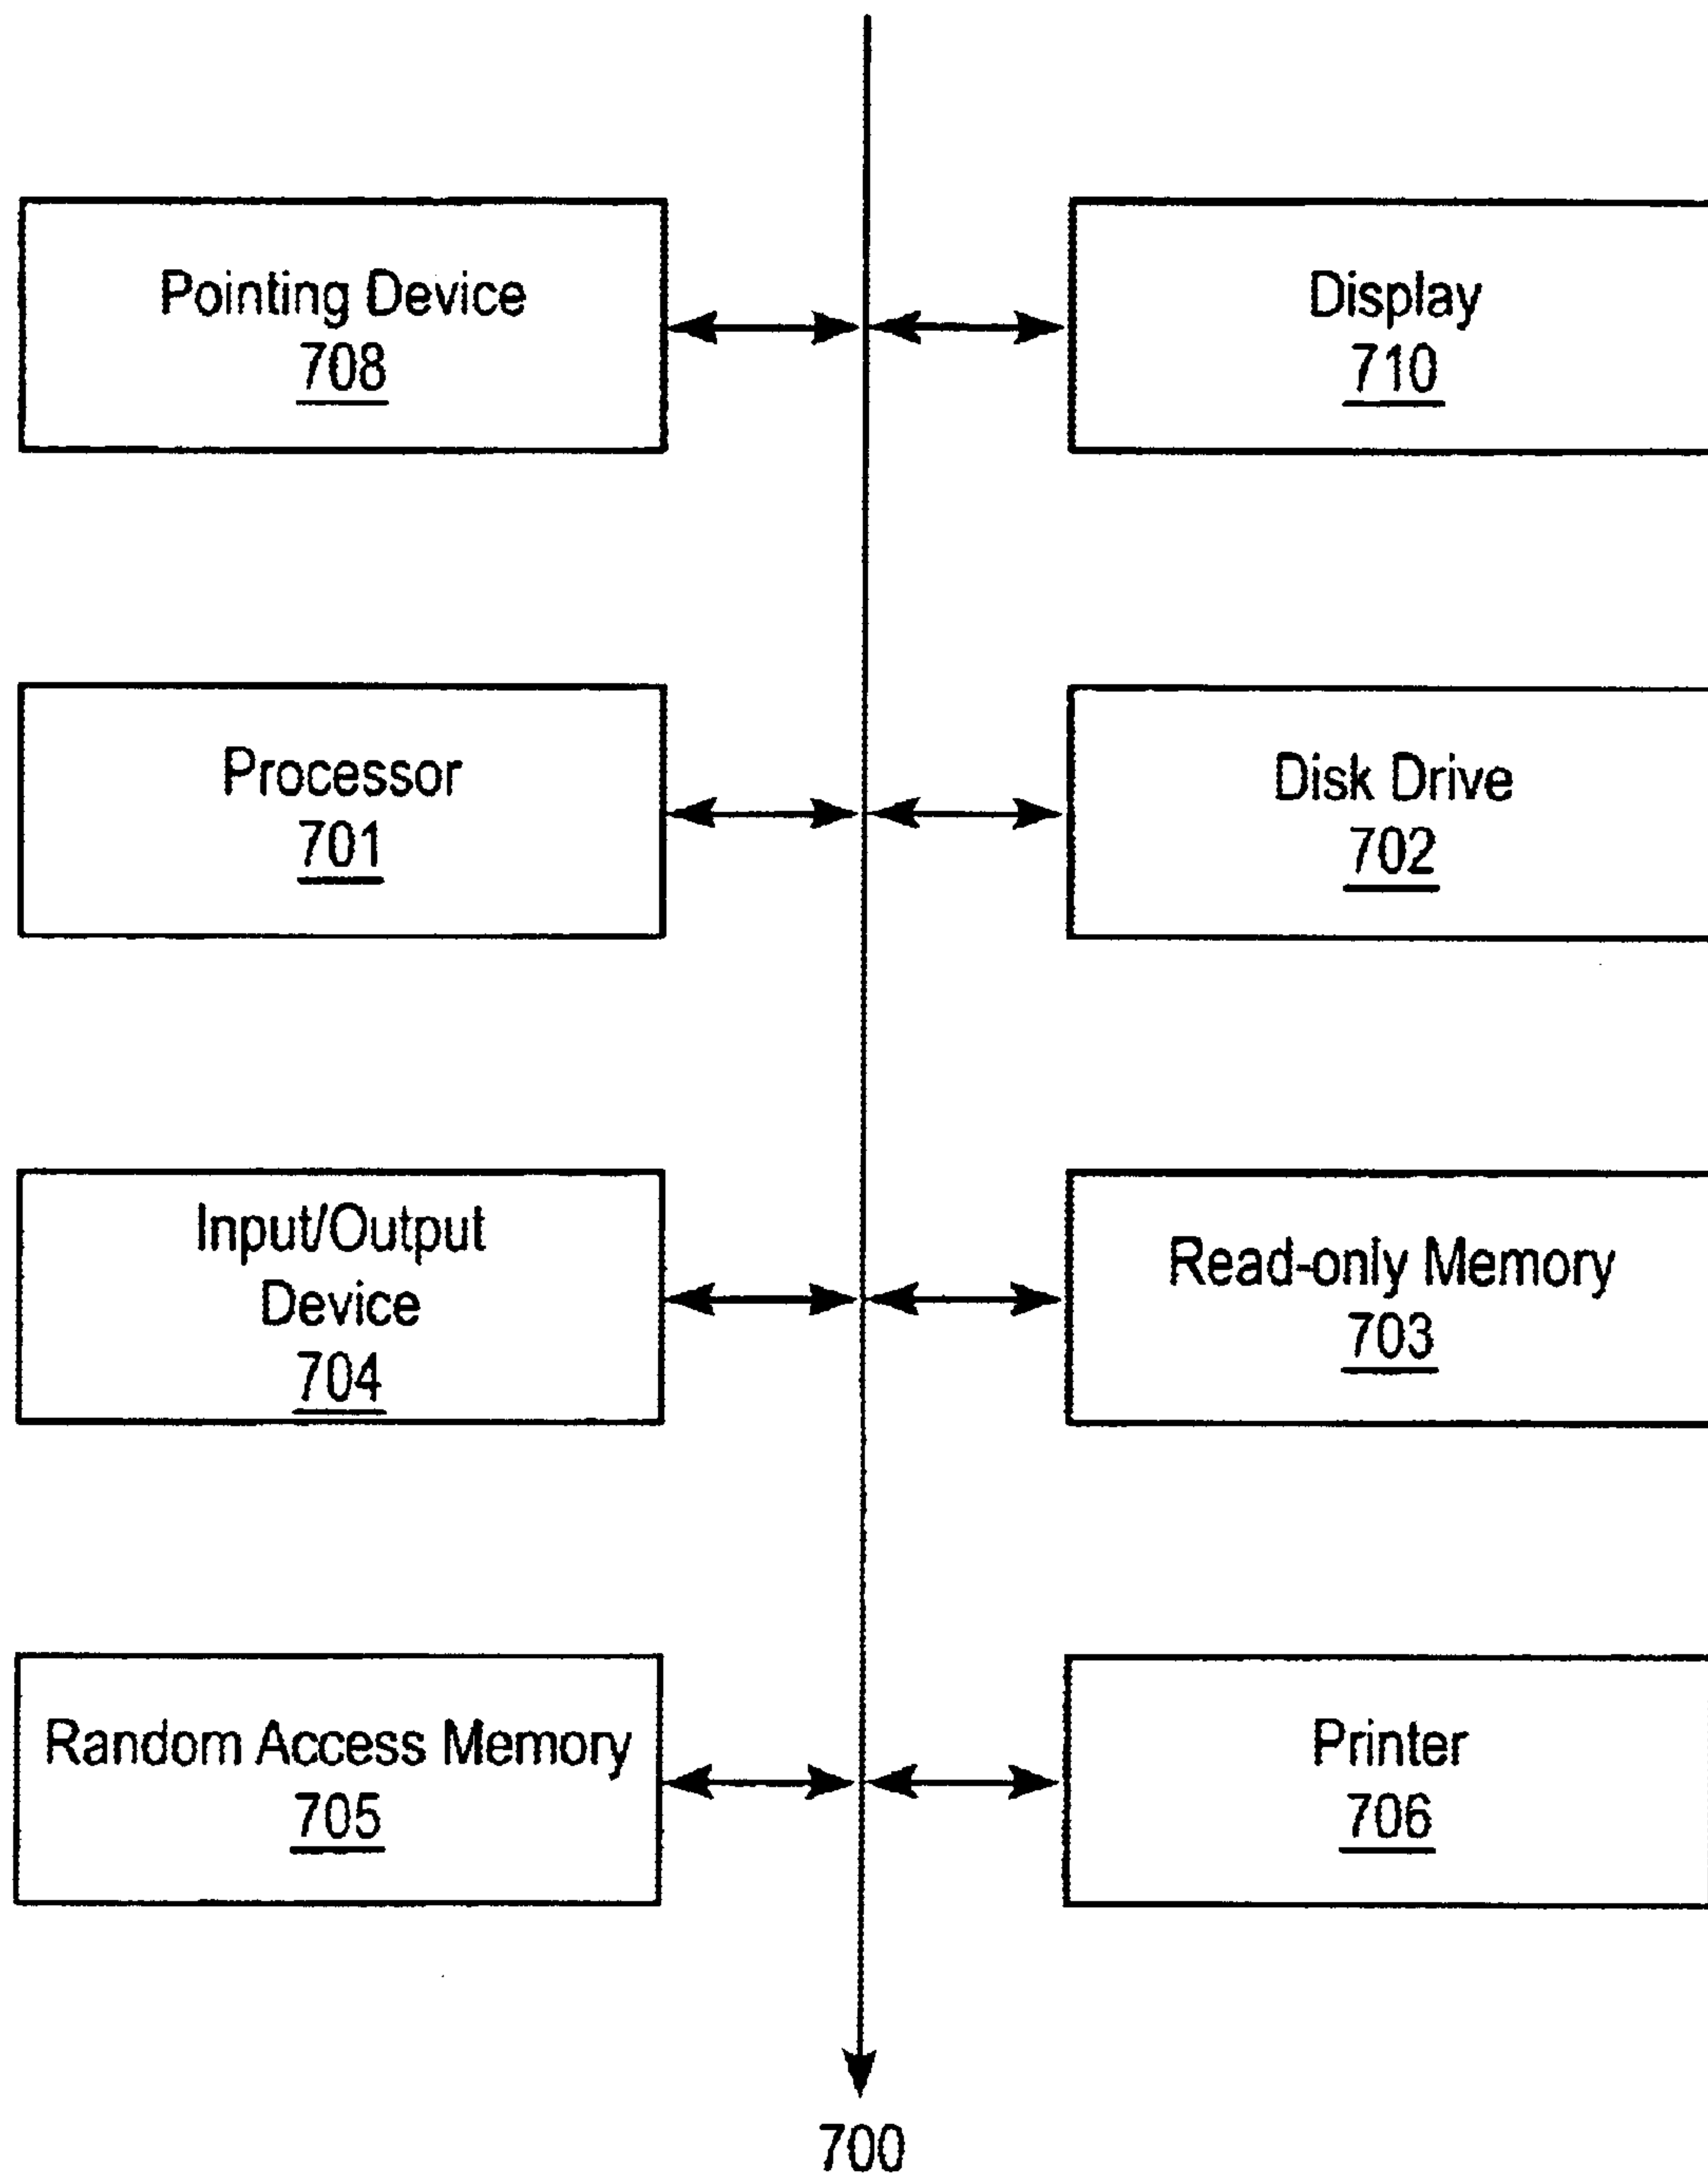 Pointing Device
708
Display
710
Processor
701
Disk Drive
702
Input/Output
Device
704
Read-only Memory
703
Random Access Memory
705
Printer
706
700